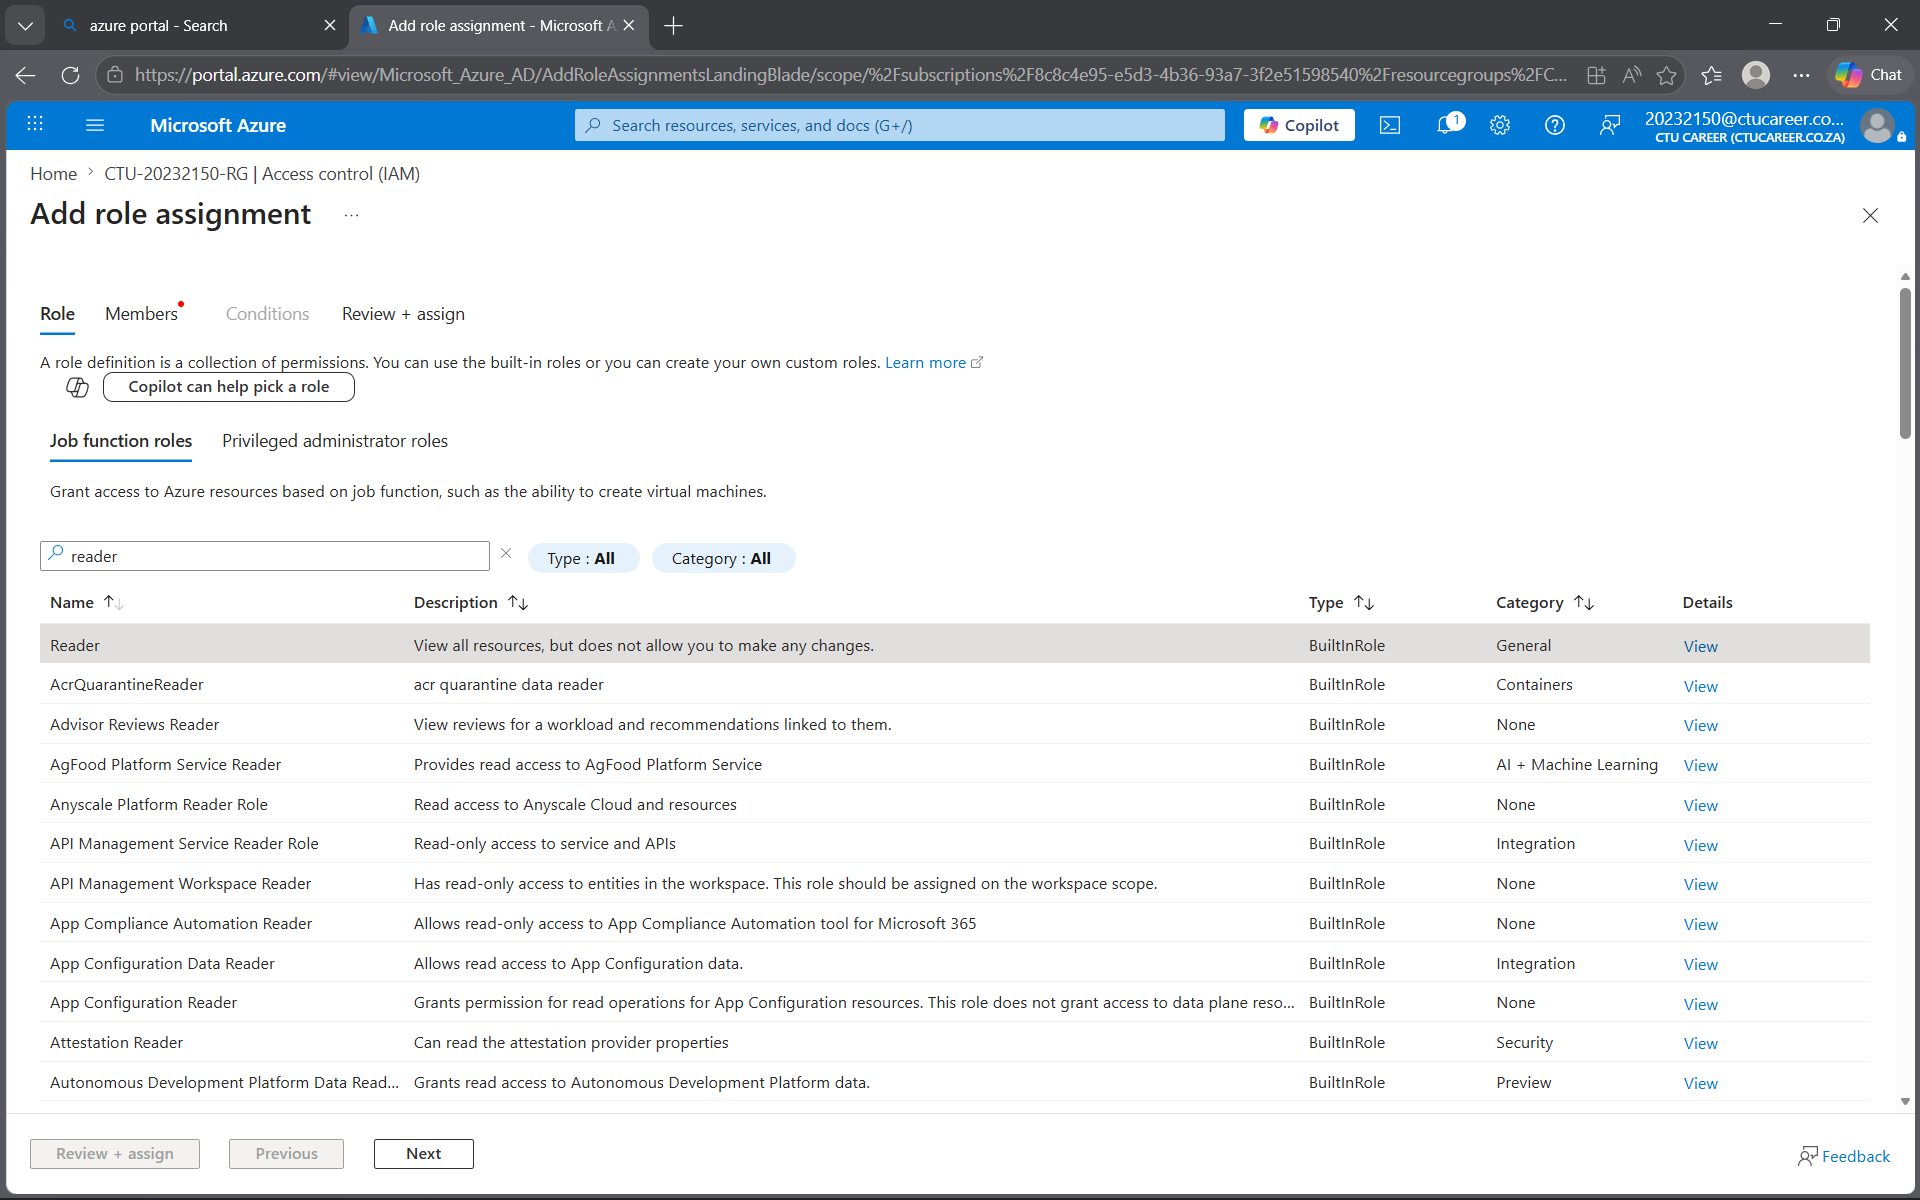 azure portal - Search
Add role assignment - Microsoft A
https://portal.azure.com/#view/Microsoft_Azure_AD/AddRoleAssignmentsLandingBlade/scope/%2Fsubscriptions%2F8c8c4e95-e5d3-4b36-93a7-3f2e51598540%2Fresourcegroups%2FC...
Chat
Microsoft Azure
Search resources, services, and docs (G+/)
Copilot
1
20232150@ctucareer.co...
CTU CAREER (CTUCAREER.CO.ZA)
Home > CTU-20232150-RG | Access control (IAM)
Add role assignment ...
Role Members Conditions Review + assign
A role definition is a collection of permissions. You can use the built-in roles or you can create your own custom roles. Learn more
Copilot can help pick a role
Job function roles Privileged administrator roles
Grant access to Azure resources based on job function, such as the ability to create virtual machines.
reader Type : All Category : All
Name Description Type Category Details
Reader View all resources, but does not allow you to make any changes. BuiltInRole General View
AcrQuarantineReader acr quarantine data reader BuiltInRole Containers View
Advisor Reviews Reader View reviews for a workload and recommendations linked to them. BuiltInRole None View
AgFood Platform Service Reader Provides read access to AgFood Platform Service BuiltInRole AI + Machine Learning View
Anyscale Platform Reader Role Read access to Anyscale Cloud and resources BuiltInRole None View
API Management Service Reader Role Read-only access to service and APIs BuiltInRole Integration View
API Management Workspace Reader Has read-only access to entities in the workspace. This role should be assigned on the workspace scope. BuiltInRole None View
App Compliance Automation Reader Allows read-only access to App Compliance Automation tool for Microsoft 365 BuiltInRole None View
App Configuration Data Reader Allows read access to App Configuration data. BuiltInRole Integration View
App Configuration Reader Grants permission for read operations for App Configuration resources. This role does not grant access to data plane reso... BuiltInRole None View
Attestation Reader Can read the attestation provider properties BuiltInRole Security View
Autonomous Development Platform Data Read... Grants read access to Autonomous Development Platform data. BuiltInRole Preview View
Review + assign Previous Next
Feedback